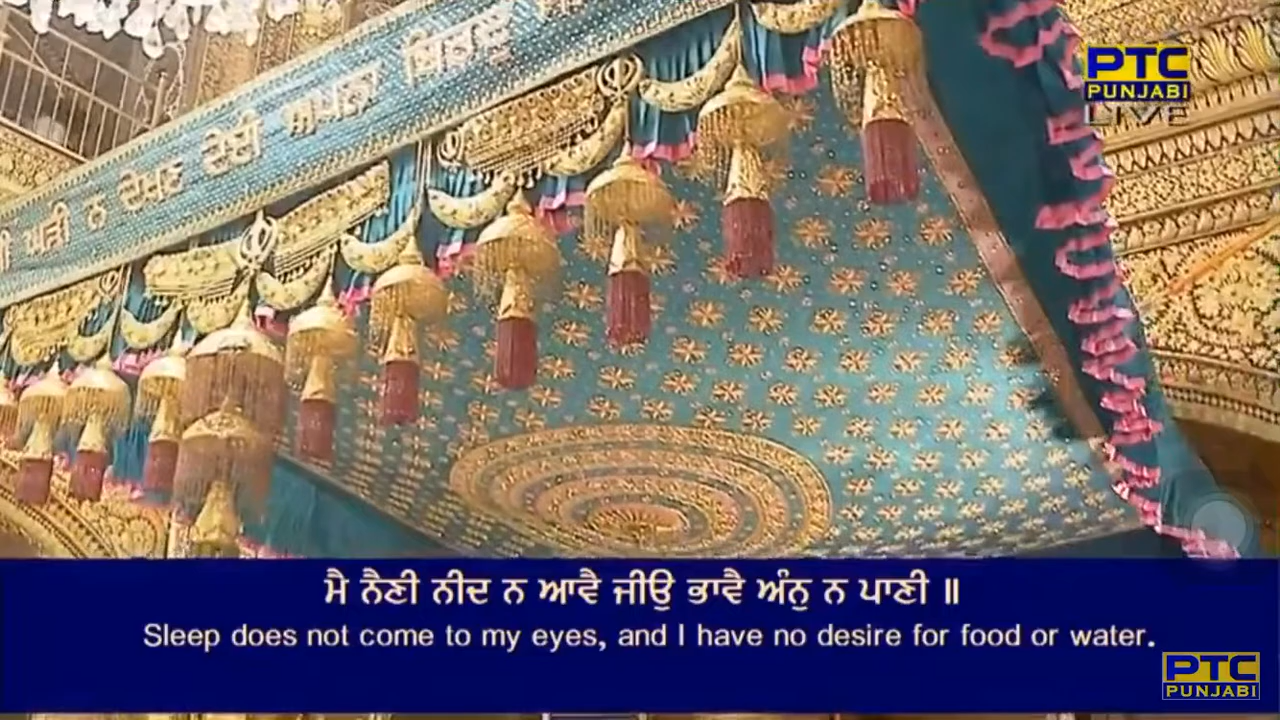 ਨ ਦੋਖਣ ਦੇਈ
PTC
PUNJABI
LIVE
ਮੈ ਨੈਣੀ ਨੀਦ ਨ ਆਵੈ ਜੀਉ ਭਾਵੈ ਅੰਨੁ ਨ ਪਾਣੀ ॥
Sleep does not come to my eyes, and I have no desire for food or water.
PTC
PUNJABI